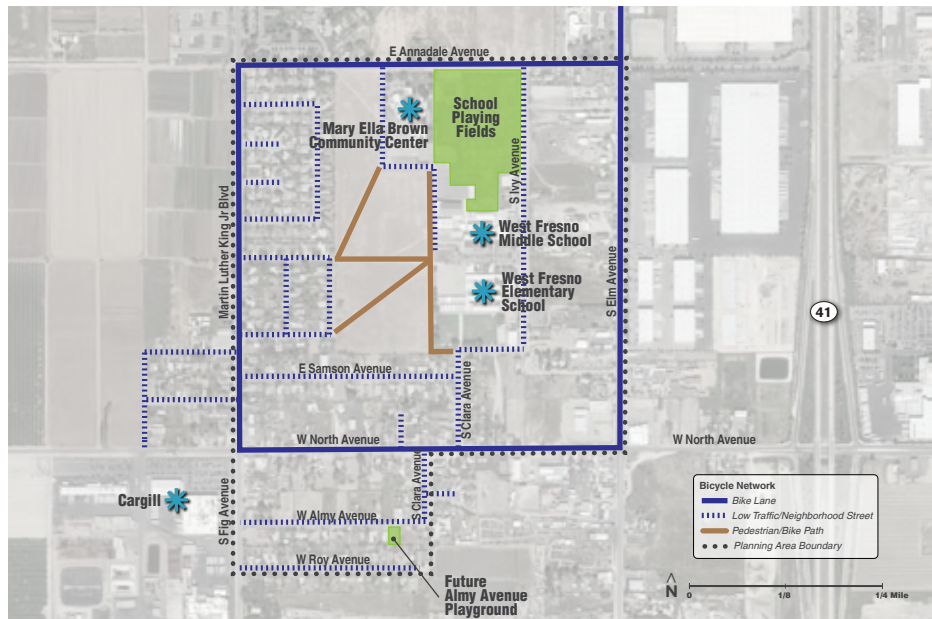 E Annadale Avenue
School
Playing
Fields
Mary Ella Brown
Community Center
S Ivy Avenue
Martin Luther King Jr Blvd
West Fresno
Middle School
West Fresno
Elementary
School
S Elm Avenue
41
E Samson Avenue
S Clara Avenue
W North Avenue
W North Avenue
S Clara Avenue
Cargill
S Fig Avenue
W Almy Avenue
W Roy Avenue
Future
Almy Avenue
Playground
Bicycle Network
Bike Lane
Low Traffic/Neighborhood Street
Pedestrian/Bike Path
Planning Area Boundary
N
0 1/8 1/4 Mile